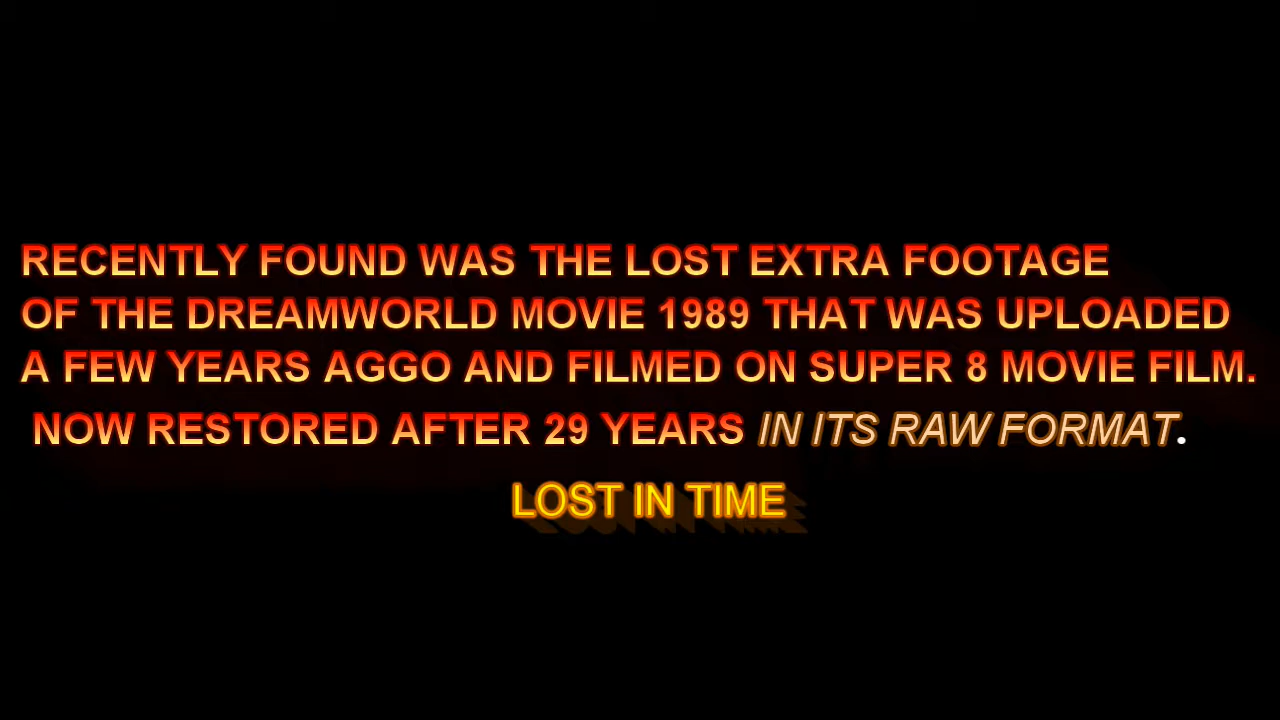 RECENTLY FOUND WAS THE LOST EXTRA FOOTAGE
OF THE DREAMWORLD MOVIE 1989 THAT WAS UPLOADED
A FEW YEARS AGGO AND FILMED ON SUPER 8 MOVIE FILM.
NOW RESTORED AFTER 29 YEARS IN ITS RAW FORMAT.
LOST IN TIME